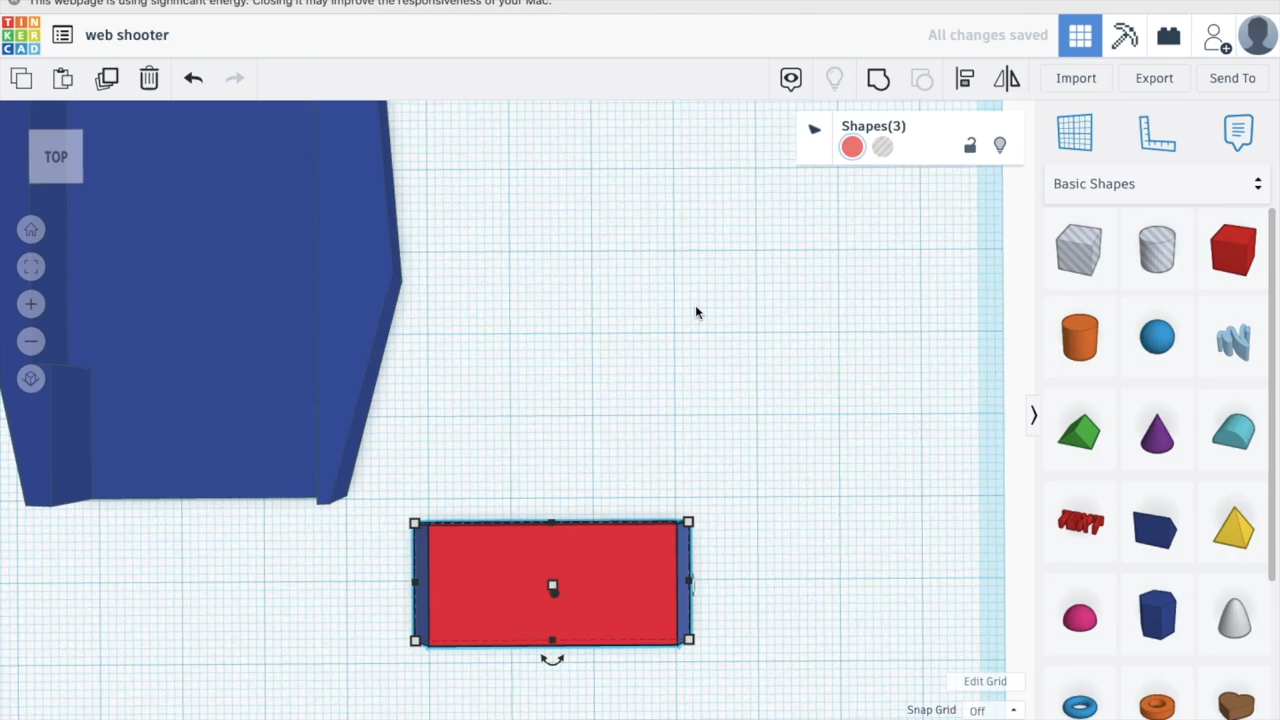 This webpage is using significant energy. Closing it may improve the responsiveness of your Mac.
TIN
KER
CAD
web shooter
All changes saved
Import
Export
Send To
TOP
Shapes(3)
Basic Shapes
TEXT
Edit Grid
Snap Grid Off